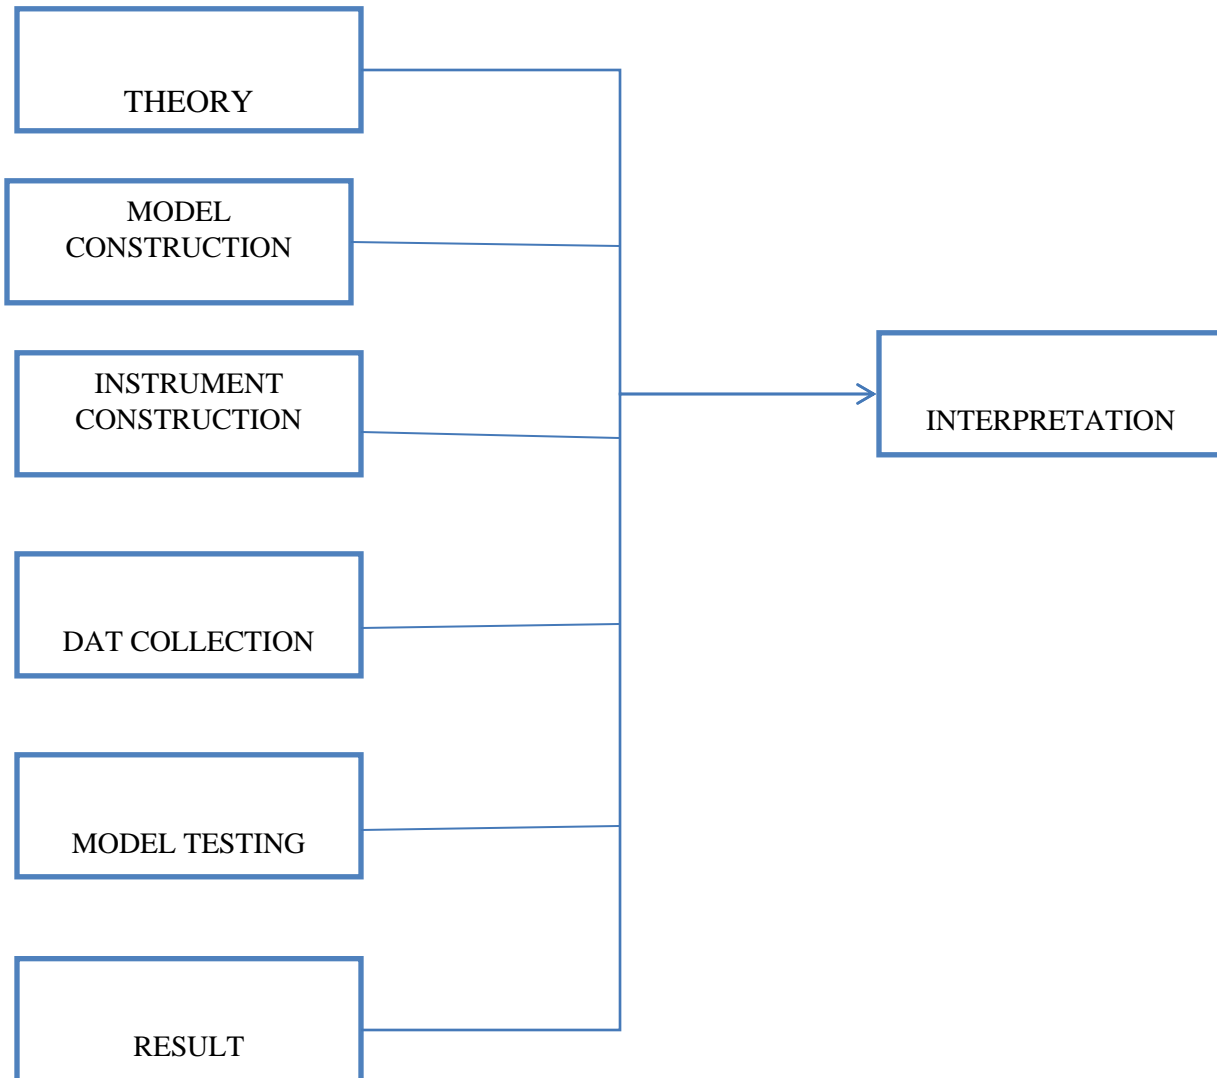 THEORY
MODEL
CONSTRUCTION
INSTRUMENT
CONSTRUCTION
INTERPRETATION
DAT COLLECTION
MODEL TESTING
RESULT